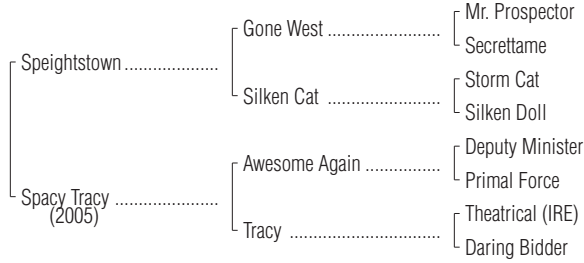 Mr. Prospector
Gone West ......................
Secrettame
Speightstown ...................
Storm Cat
Silken Cat ......................
Silken Doll
Deputy Minister
Awesome Again ...............
Primal Force
Spacy Tracy .....................
(2005)
Theatrical (IRE)
Tracy ..............................
Daring Bidder